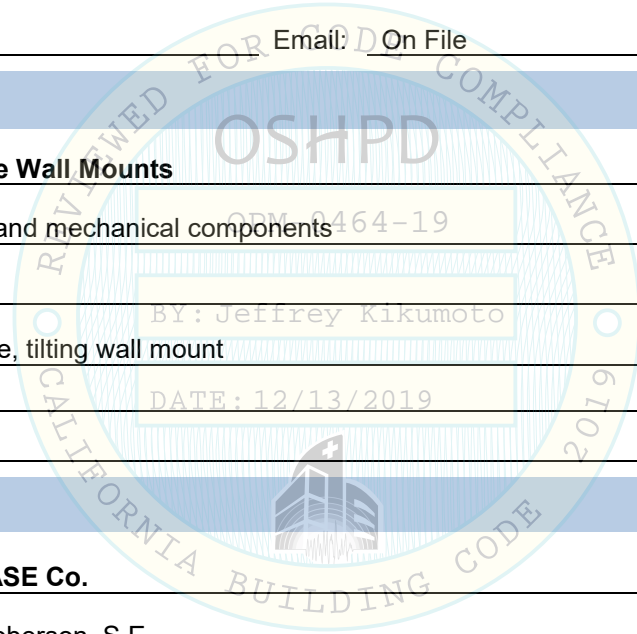 Email: On File
REVIEWED FOR CODE COMPLIANCE
OSHPD
e Wall Mounts
OPM-0464-19
and mechanical components
BY: Jeffrey Kikumoto
e, tilting wall mount
DATE: 12/13/2019
CALIFORNIA BUILDING CODE 2019
ASE Co.